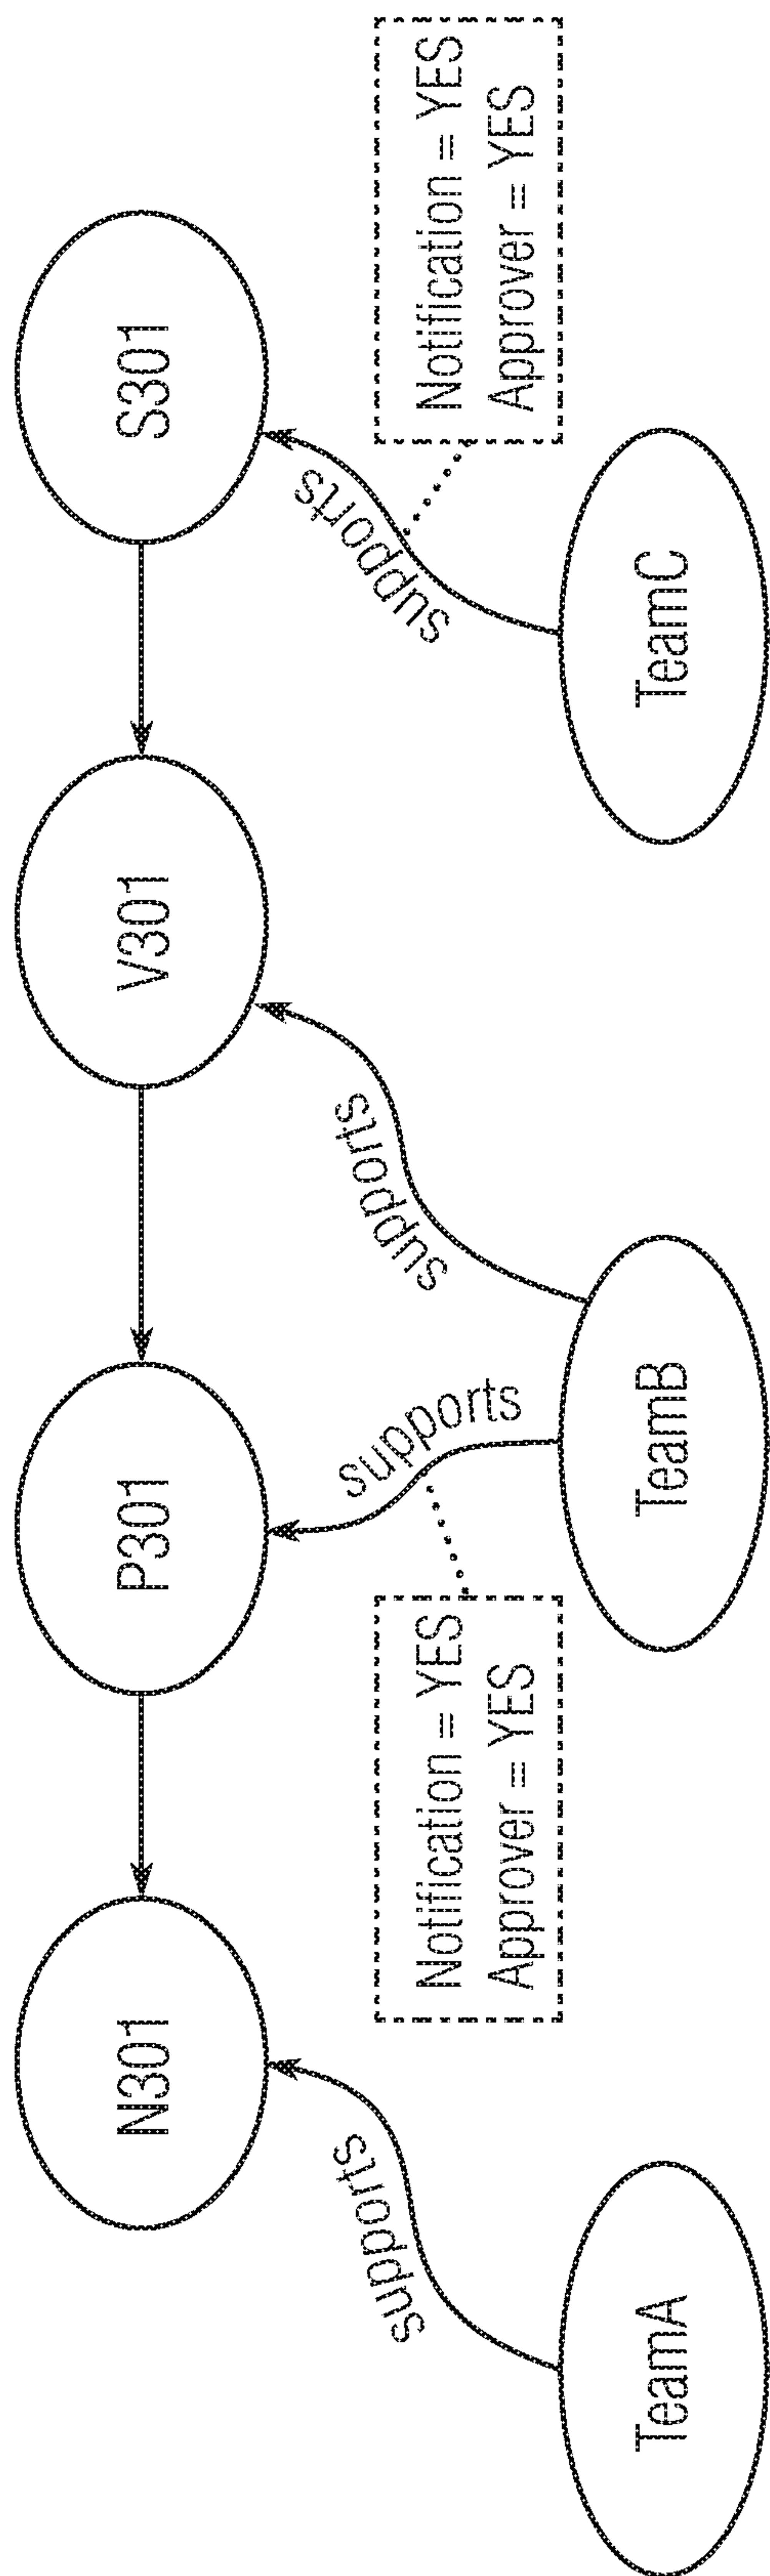 N301
P301
V301
S301
supports
supports
supports
supports
Notification = YES
Approver = YES
Notification = YES
Approver = YES
TeamA
TeamB
TeamC